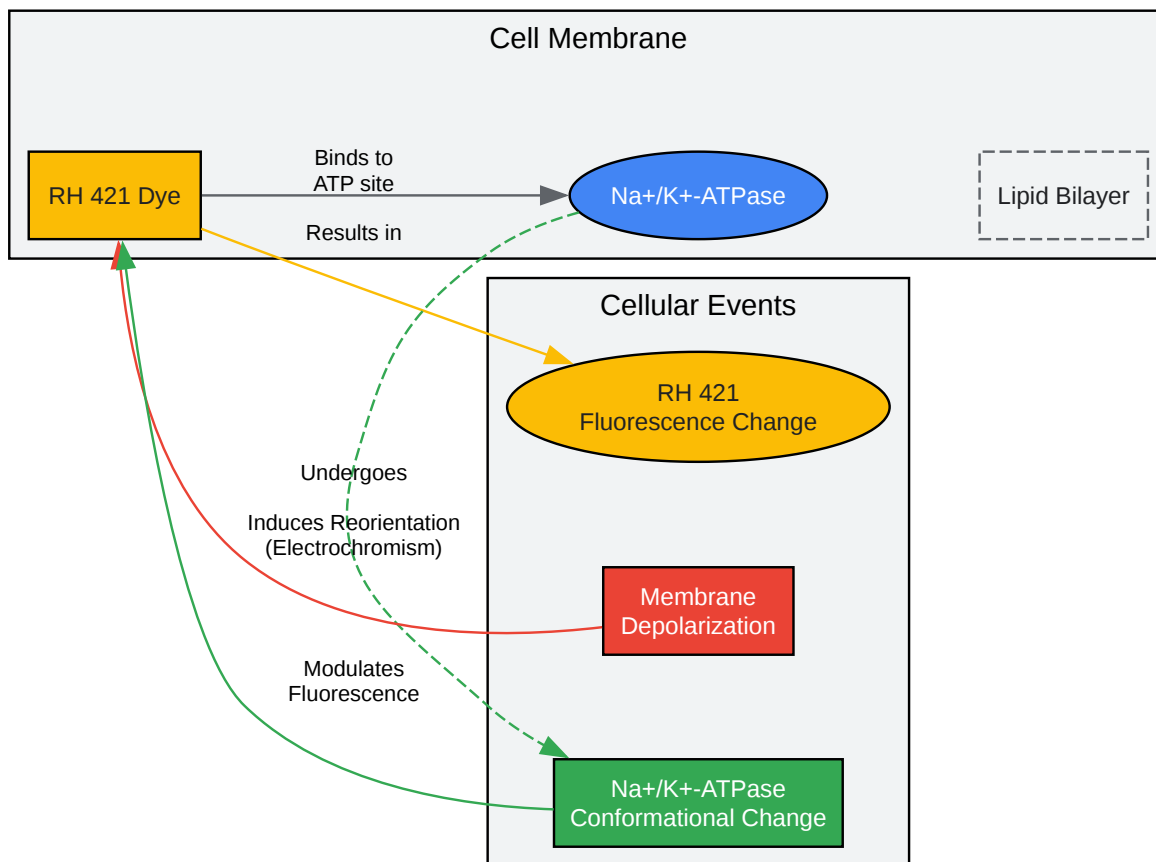 Cell Membrane
RH 421 Dye
Binds to
ATP site
Na+/K+-ATPase
Lipid Bilayer
Results in
Cellular Events
RH 421
Fluorescence Change
Undergoes
Induces Reorientation
(Electrochromism)
Membrane
Depolarization
Modulates
Fluorescence
Na+/K+-ATPase
Conformational Change